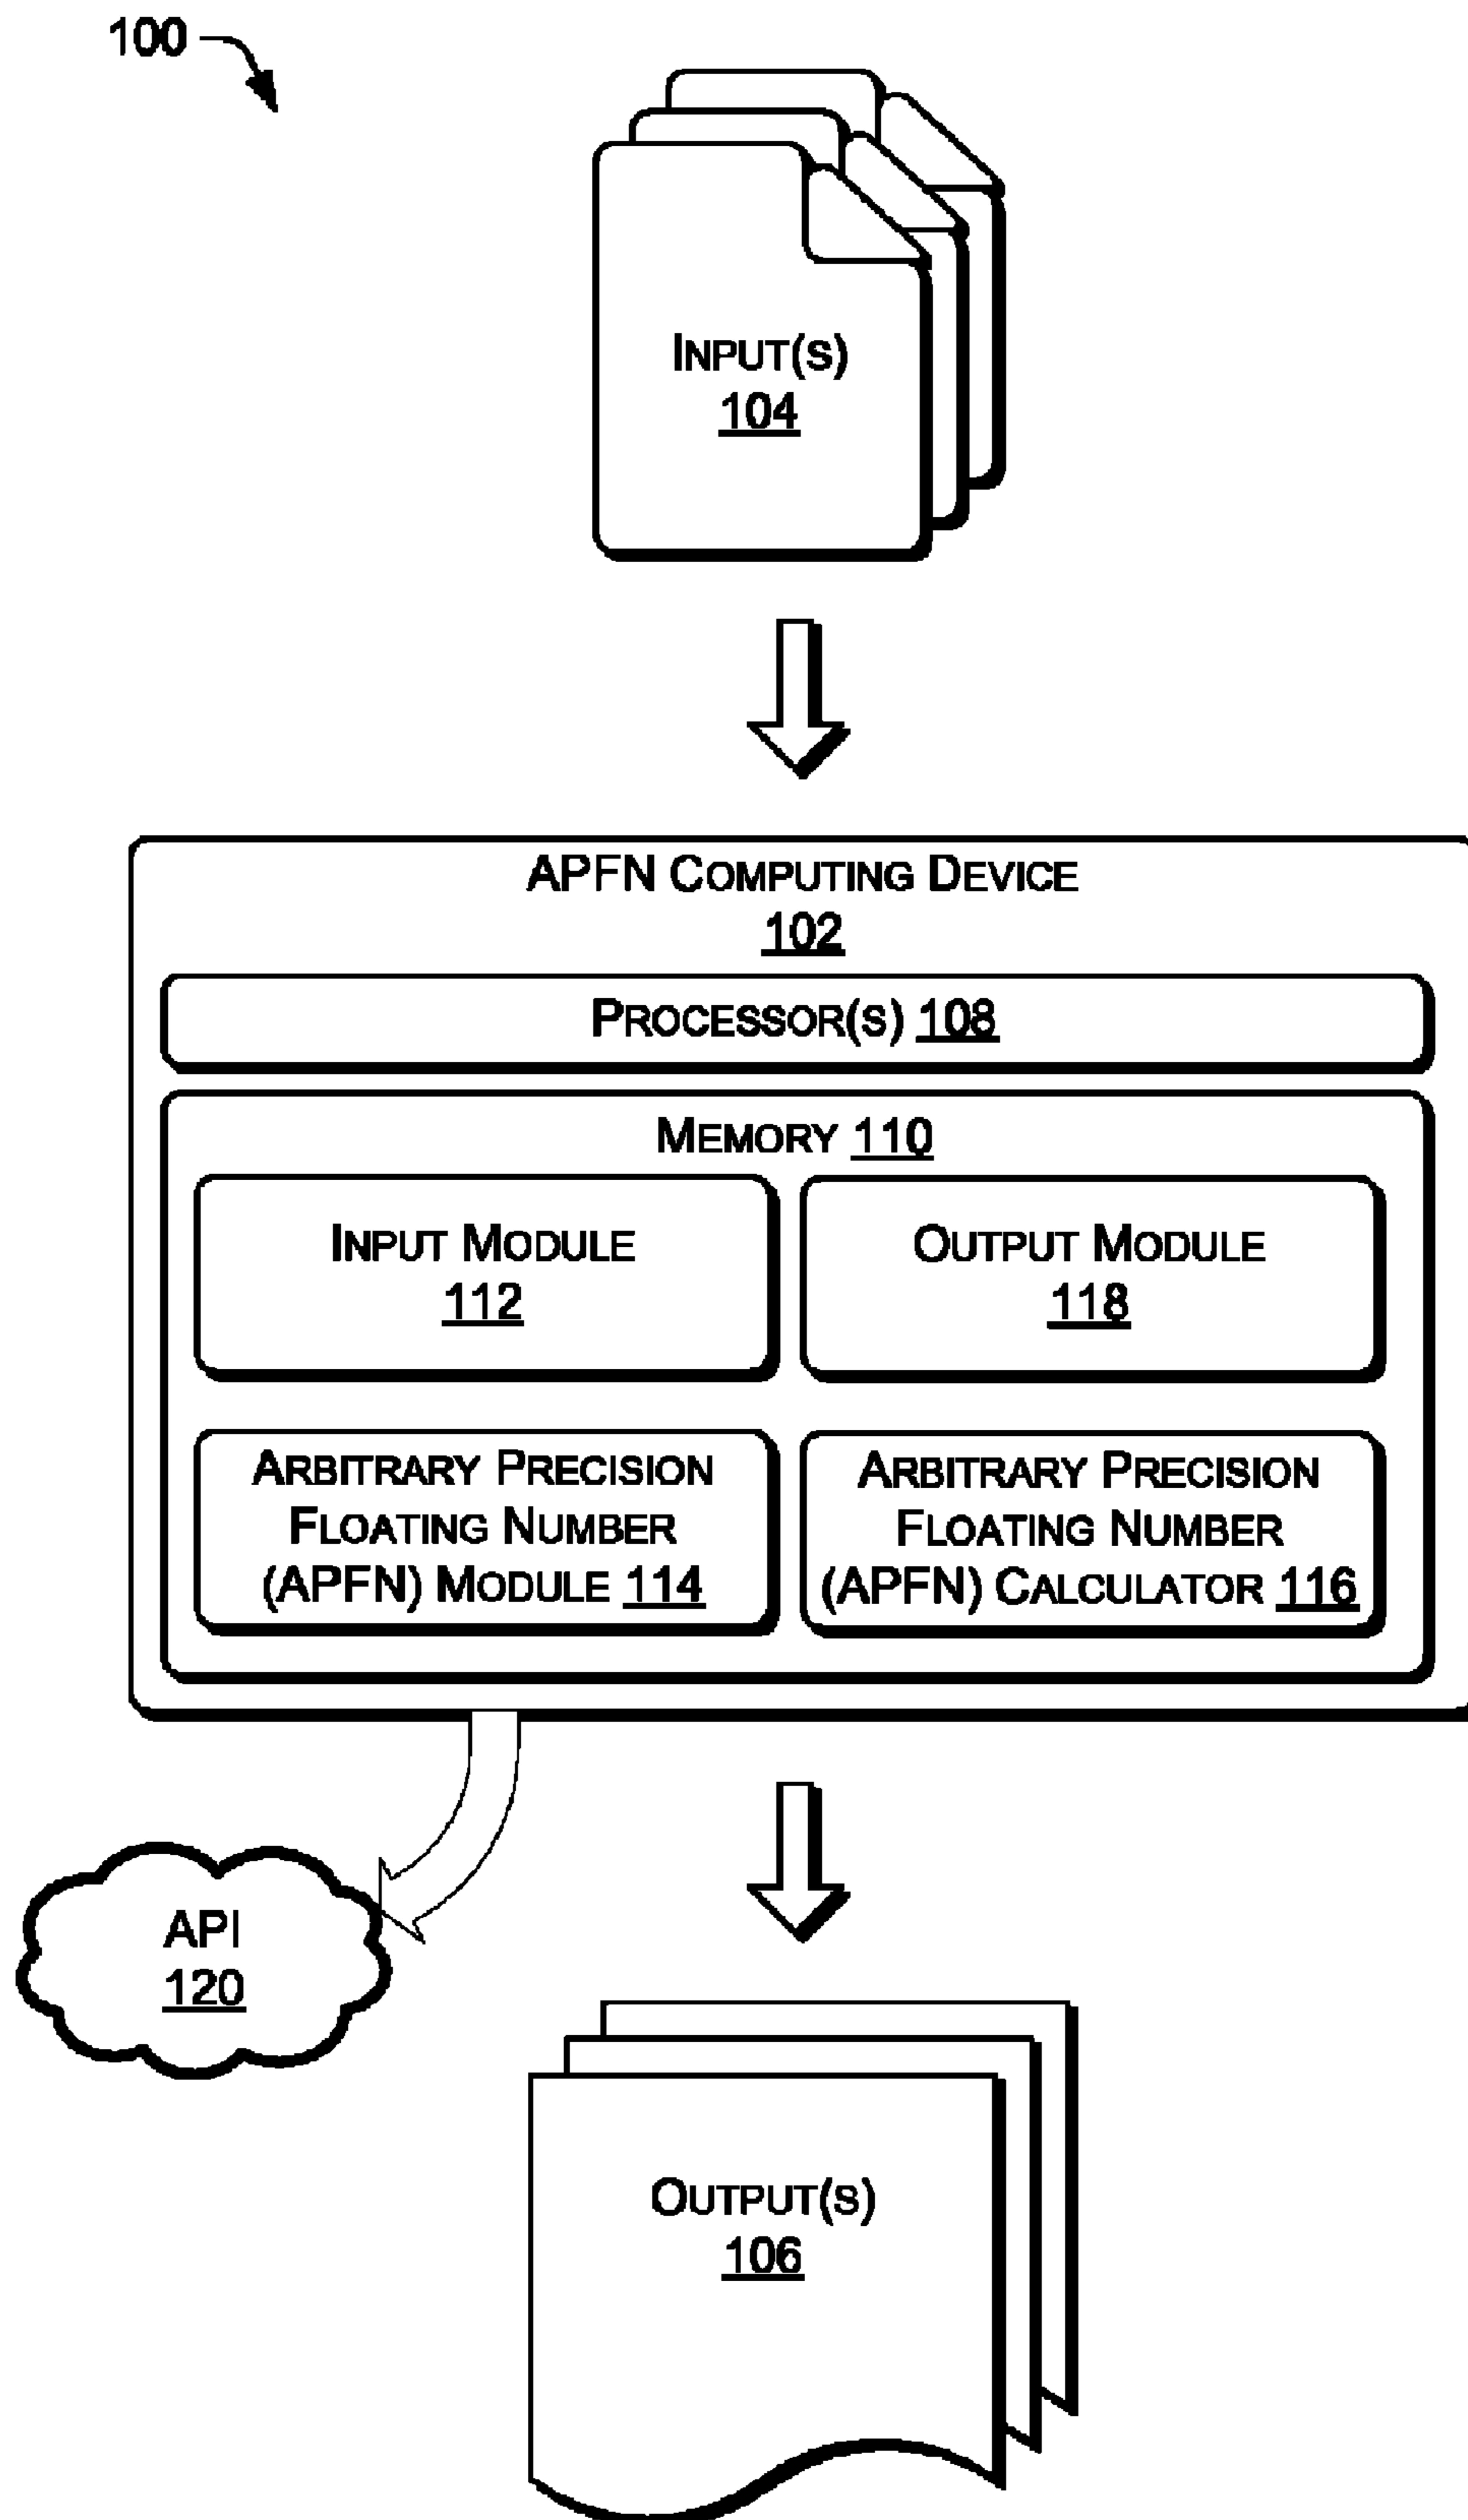 100
INPUT(S)
104
APFN COMPUTING DEVICE
102
PROCESSOR(S) 108
MEMORY 110
INPUT MODULE
112
OUTPUT MODULE
118
ARBITRARY PRECISION
FLOATING NUMBER
(APFN) MODULE 114
ARBITRARY PRECISION
FLOATING NUMBER
(APFN) CALCULATOR 116
API
120
OUTPUT(S)
106